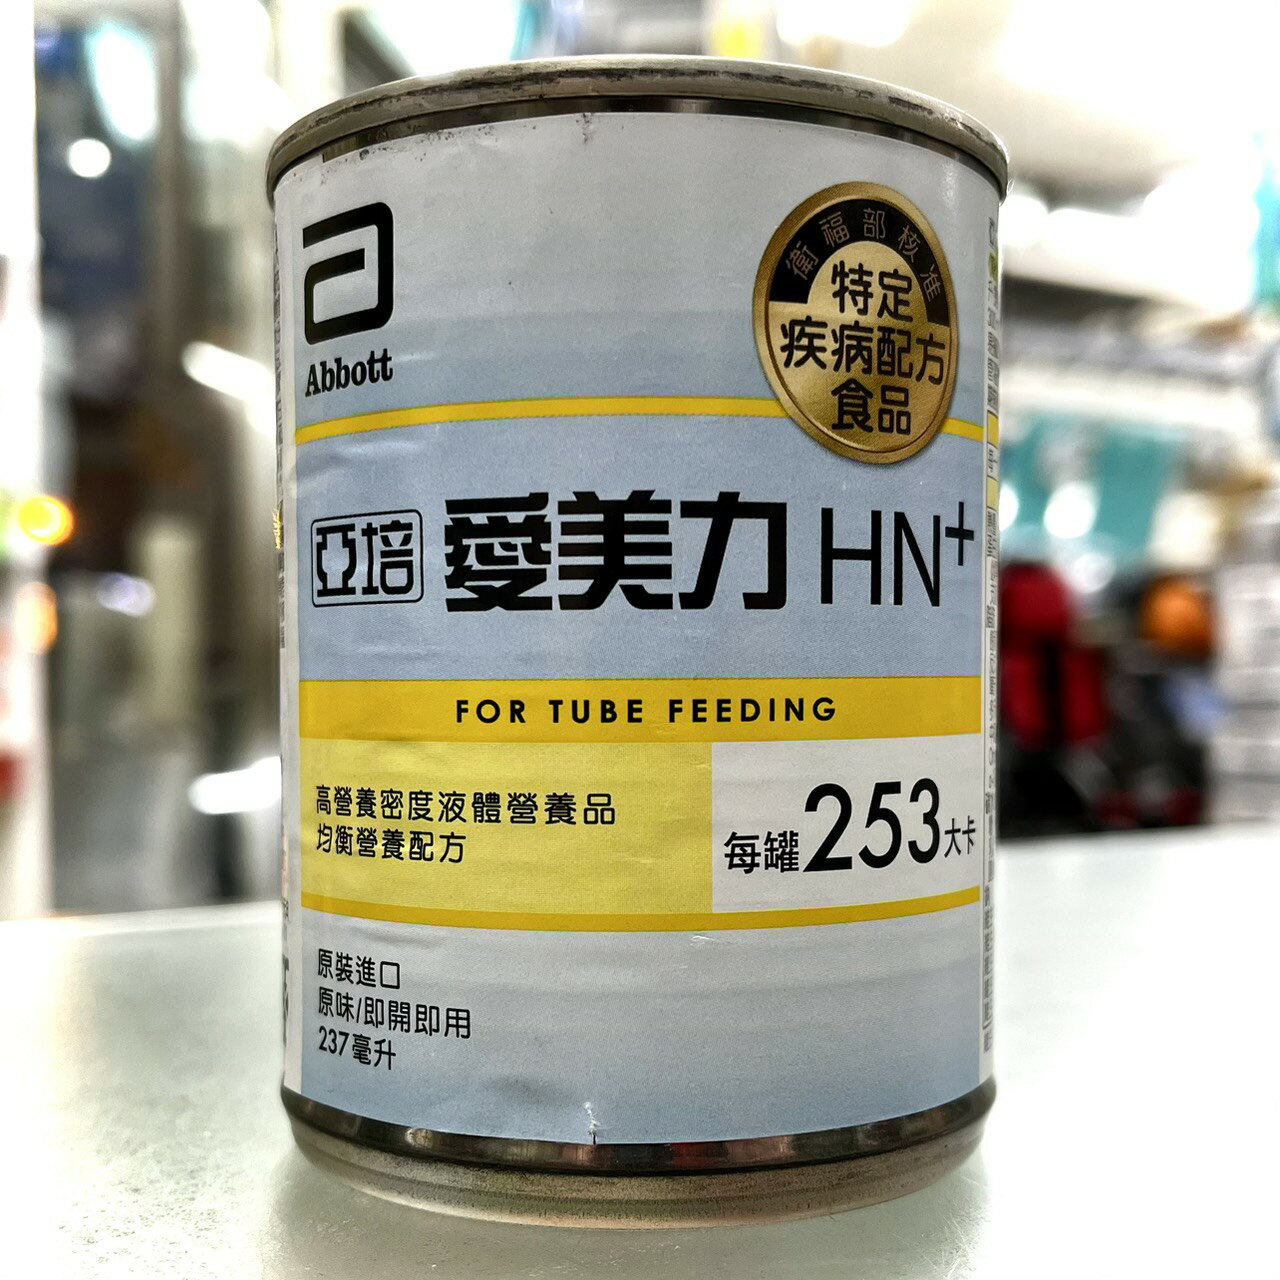 Abbott
衛福部核准
特定
疾病配方
食品
亞培 愛美力 HN+
FOR TUBE FEEDING
高營養密度液體營養品
均衡營養配方
每罐253大卡
原裝進口
原味/即開即用
237毫升